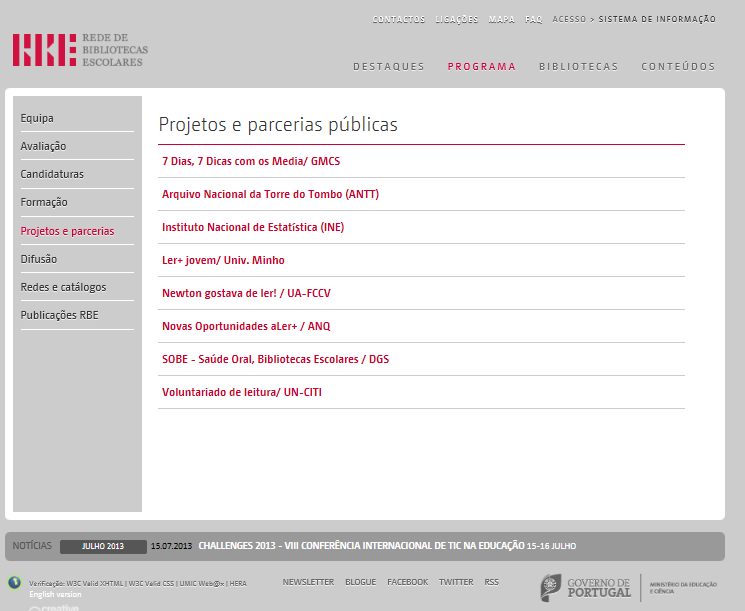 CONTACTOS LIGAÇÕES MAPA FAQ ACESSO > SISTEMA DE INFORMAÇÃO
RBE REDE DE
BIBLIOTECAS
ESCOLARES
DESTAQUES PROGRAMA BIBLIOTECAS CONTEÚDOS
Equipa
Avaliação
Candidaturas
Formação
Projetos e parcerias
Difusão
Redes e catálogos
Publicações RBE
Projetos e parcerias públicas
7 Dias, 7 Dicas com os Media/ GMCS
Arquivo Nacional da Torre do Tombo (ANTT)
Instituto Nacional de Estatística (INE)
Ler+ jovem/ Univ. Minho
Newton gostava de ler! / UA-FCCV
Novas Oportunidades aLer+ / ANQ
SOBE - Saúde Oral, Bibliotecas Escolares / DGS
Voluntariado de leitura/ UN-CITI
NOTÍCIAS JULHO 2013 15.07.2013 CHALLENGES 2013 - VIII CONFERÊNCIA INTERNACIONAL DE TIC NA EDUCAÇÃO 15-16 JULHO
Verificação: W3C Valid XHTML | W3C Valid CSS | UMIC Web@x | HERA
English version
creative
NEWSLETTER BLOGUE FACEBOOK TWITTER RSS
GOVERNO DE
PORTUGAL
MINISTÉRIO DA EDUCAÇÃO
E CIÊNCIA